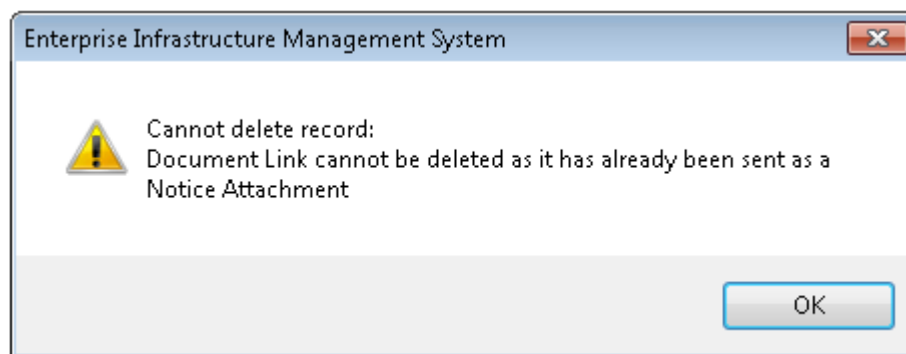 Enterprise Infrastructure Management System
Cannot delete record:
Document Link cannot be deleted as it has already been sent as a
Notice Attachment
OK